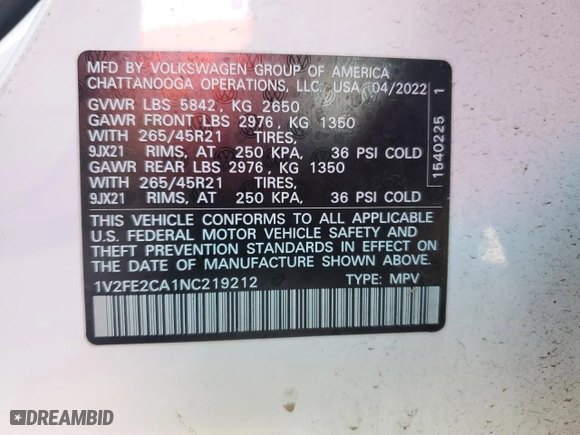 MFD BY VOLKSWAGEN GROUP OF AMERICA
CHATTANOOGA OPERATIONS, LLC. USA 04/2022
GVWR LBS 5842, KG 2650
GAWR FRONT LBS 2976, KG 1350
WITH 265/45R21 TIRES,
9JX21 RIMS, AT 250 KPA, 36 PSI COLD
GAWR REAR LBS 2976, KG 1350
WITH 265/45R21 TIRES,
9JX21 RIMS, AT 250 KPA, 36 PSI COLD
THIS VEHICLE CONFORMS TO ALL APPLICABLE
U.S. FEDERAL MOTOR VEHICLE SAFETY AND
THEFT PREVENTION STANDARDS IN EFFECT ON
THE DATE OF MANUFACTURE SHOWN ABOVE.
1V2FE2CA1NC219212 TYPE: MPV
1540225 1
DREAMBID